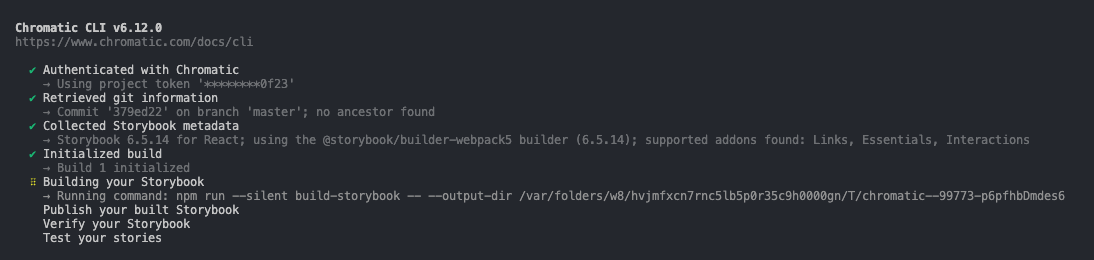 Chromatic CLI v6.12.0
https://www.chromatic.com/docs/cli
✔ Authenticated with Chromatic
→ Using project token '********0f23'
✔ Retrieved git information
→ Commit '379ed22' on branch 'master'; no ancestor found
✔ Collected Storybook metadata
→ Storybook 6.5.14 for React; using the @storybook/builder-webpack5 builder (6.5.14); supported addons found: Links, Essentials, Interactions
✔ Initialized build
→ Build 1 initialized
⠿ Building your Storybook
→ Running command: npm run --silent build-storybook -- --output-dir /var/folders/w8/hvjmfxcn7rnc5lb5p0r35c9h0000gn/T/chromatic--99773-p6pfhbDmdes6
Publish your built Storybook
Verify your Storybook
Test your stories